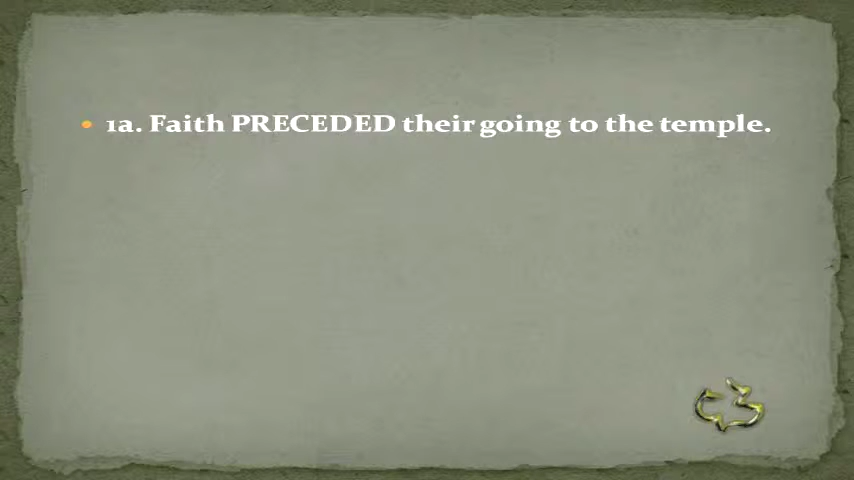 • 1a. Faith PRECEDED their going to the temple.